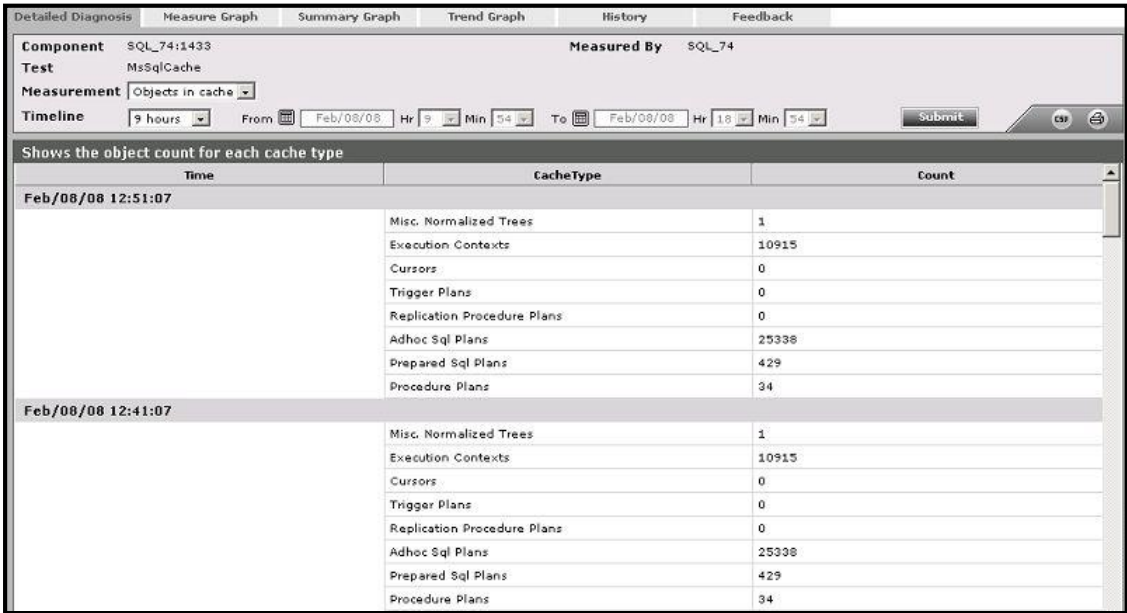 Detailed Diagnosis Measure Graph Summary Graph Trend Graph History Feedback
Component SQL_74:1433 Measured By SQL_74
Test MsSqlCache
Measurement Objects in cache
Timeline 9 hours From Feb/08/08 Hr 9 Min 54 To Feb/08/08 Hr 18 Min 54 Submit CSV
Shows the object count for each cache type
Time CacheType Count
Feb/08/08 12:51:07
Misc. Normalized Trees 1
Execution Contexts 10915
Cursors 0
Trigger Plans 0
Replication Procedure Plans 0
Adhoc Sql Plans 25338
Prepared Sql Plans 429
Procedure Plans 34
Feb/08/08 12:41:07
Misc. Normalized Trees 1
Execution Contexts 10915
Cursors 0
Trigger Plans 0
Replication Procedure Plans 0
Adhoc Sql Plans 25338
Prepared Sql Plans 429
Procedure Plans 34